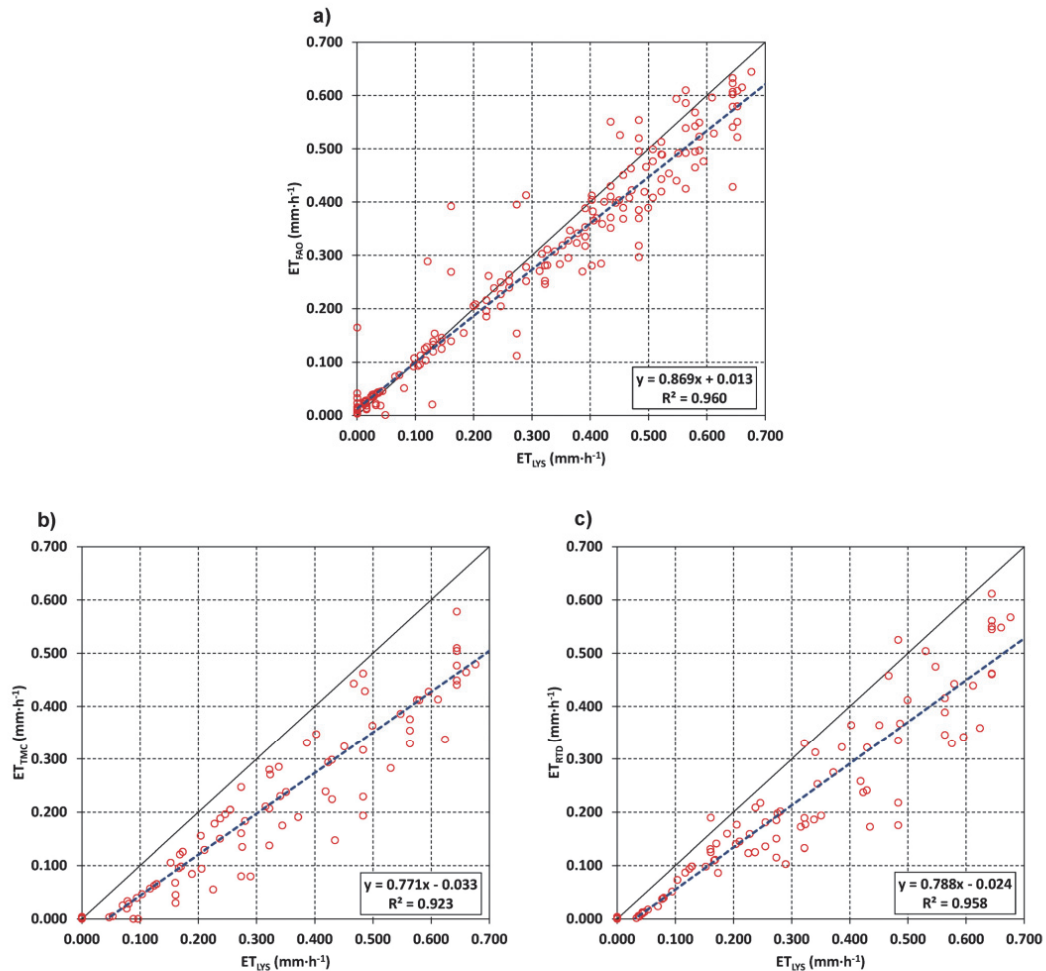 a)
0.700
0.600
0.500
0.400
0.300
0.200
0.100
0.000
ET_FAO (mm·h⁻¹)
y = 0.869x + 0.013
R² = 0.960
0.000 0.100 0.200 0.300 0.400 0.500 0.600 0.700
ET_LYS (mm·h⁻¹)
b)
0.700
0.600
0.500
0.400
0.300
0.200
0.100
0.000
ET_TMC (mm·h⁻¹)
y = 0.771x - 0.033
R² = 0.923
0.000 0.100 0.200 0.300 0.400 0.500 0.600 0.700
ET_LYS (mm·h⁻¹)
c)
0.700
0.600
0.500
0.400
0.300
0.200
0.100
0.000
ET_RTD (mm·h⁻¹)
y = 0.788x - 0.024
R² = 0.958
0.000 0.100 0.200 0.300 0.400 0.500 0.600 0.700
ET_LYS (mm·h⁻¹)